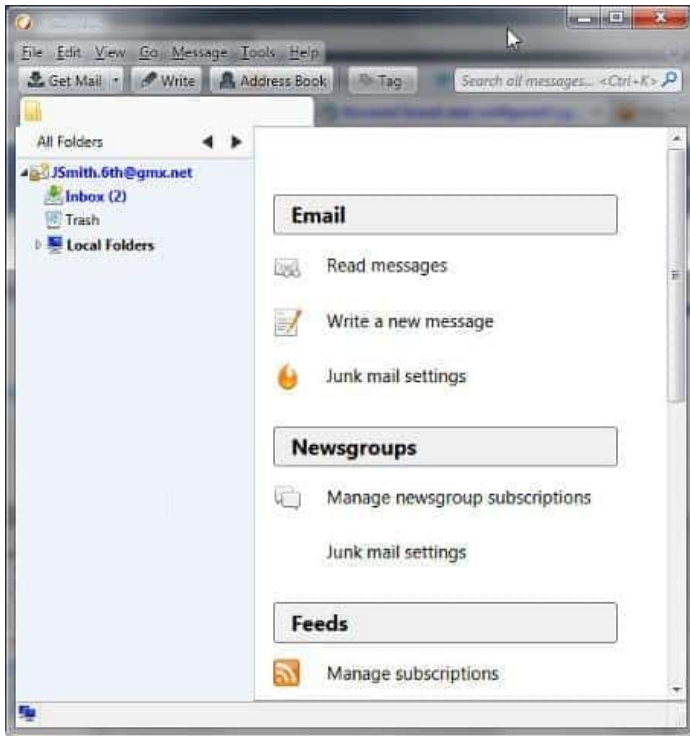 File Edit View Go Message Tools Help
Get Mail Write Address Book Tag Search all messages... <Ctrl+K>
All Folders
JSmith.6th@gmx.net
Inbox (2)
Trash
Local Folders
Email
Read messages
Write a new message
Junk mail settings
Newsgroups
Manage newsgroup subscriptions
Junk mail settings
Feeds
Manage subscriptions